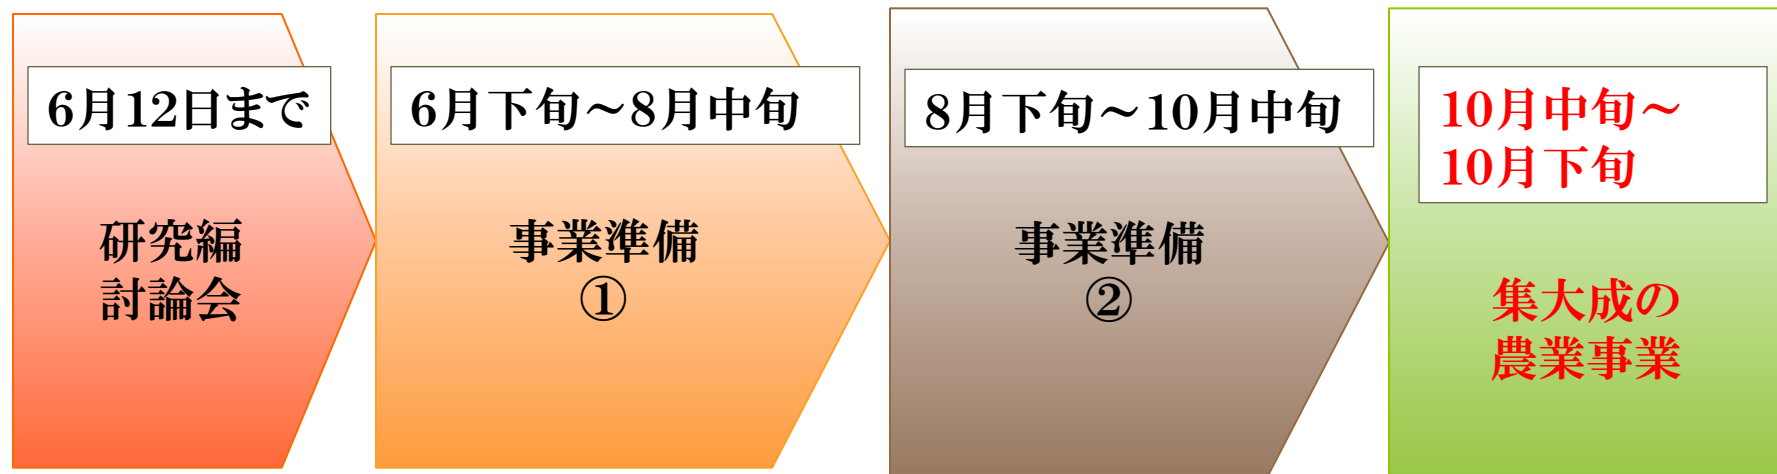 6月12日まで
研究編
討論会
6月下旬～8月中旬
事業準備
①
8月下旬～10月中旬
事業準備
②
10月中旬～
10月下旬
集大成の
農業事業